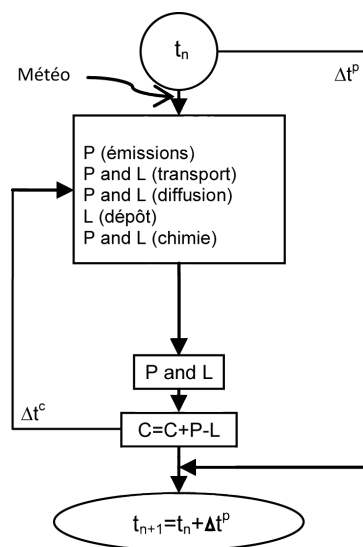 tₙ
Δtᵖ
Météo
P (émissions)
P and L (transport)
P and L (diffusion)
L (dépôt)
P and L (chimie)
P and L
Δtᶜ
C=C+P-L
tₙ₊₁=tₙ+Δtᵖ